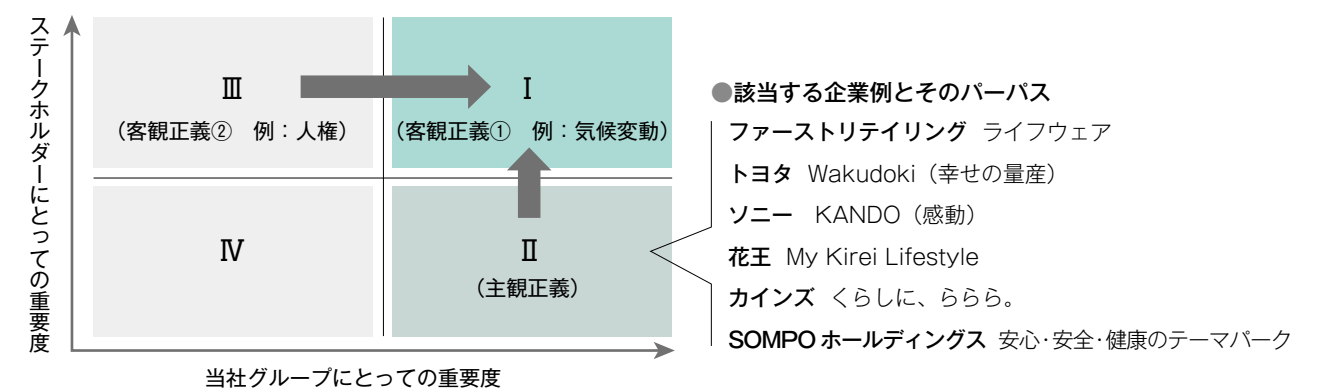 ステークホルダーにとっての重要度
Ⅲ
(客観正義② 例:人権)
Ⅰ
(客観正義① 例:気候変動)
Ⅳ
Ⅱ
(主観正義)
当社グループにとっての重要度
●該当する企業例とそのパーパス
ファーストリテイリング ライフウェア
トヨタ Wakudoki(幸せの量産)
ソニー KANDO(感動)
花王 My Kirei Lifestyle
カインズ くらしに、ららら。
SOMPOホールディングス 安心・安全・健康のテーマパーク